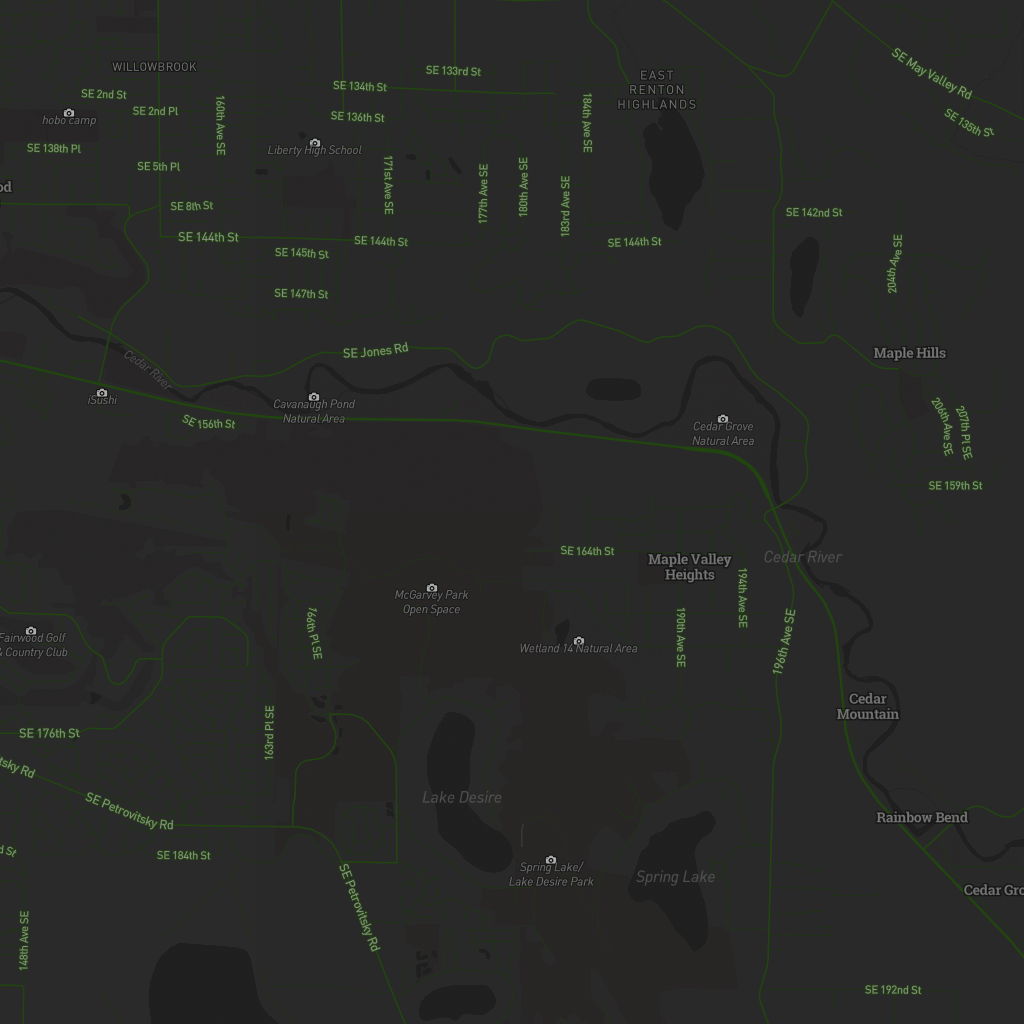 SE May Valley Rd
SE 133rd St
WILLOWBROOK
EAST
RENTON
HIGHLANDS
SE 134th St
SE 2nd St
SE 2nd Pl
hobo camp
SE 136th St
160th Ave SE
184th Ave SE
SE 135th St
SE 138th Pl
Liberty High School
SE 5th Pl
171st Ave SE
177th Ave SE
180th Ave SE
183rd Ave SE
SE 8th St
SE 142nd St
SE 144th St
SE 144th St
SE 144th St
SE 145th St
204th Ave SE
SE 147th St
SE Jones Rd
Maple Hills
Cedar River
iSushi
Cavanaugh Pond
Natural Area
SE 156th St
Cedar Grove
Natural Area
206th Ave SE
207th Pl SE
SE 159th St
SE 164th St
Maple Valley
Heights
Cedar River
194th Ave SE
McGarvey Park
Open Space
166th Pl SE
Fairwood Golf
& Country Club
Wetland 14 Natural Area
190th Ave SE
196th Ave SE
Cedar
Mountain
SE 176th St
163rd Pl SE
tsky Rd
SE Petrovitsky Rd
Lake Desire
Rainbow Bend
d St
SE 184th St
Spring Lake/
Lake Desire Park
Spring Lake
Cedar Gro
SE Petrovitsky Rd
148th Ave SE
SE 192nd St
od